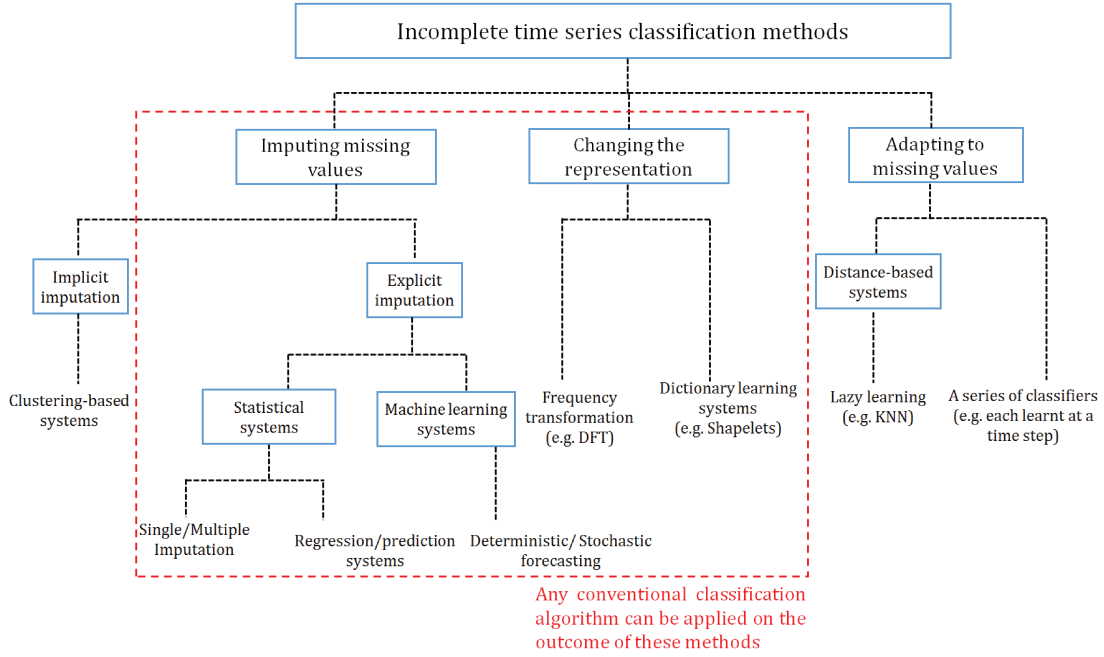 Incomplete time series classification methods
Imputing missing
values
Changing the
representation
Adapting to
missing values
Implicit
imputation
Explicit
imputation
Distance-based
systems
Clustering-based
systems
Statistical
systems
Machine learning
systems
Frequency
transformation
(e.g. DFT)
Dictionary learning
systems
(e.g. Shapelets)
Lazy learning
(e.g. KNN)
A series of classifiers
(e.g. each learnt at a
time step)
Single/Multiple
Imputation
Regression/prediction
systems
Deterministic/ Stochastic
forecasting
Any conventional classification
algorithm can be applied on the
outcome of these methods